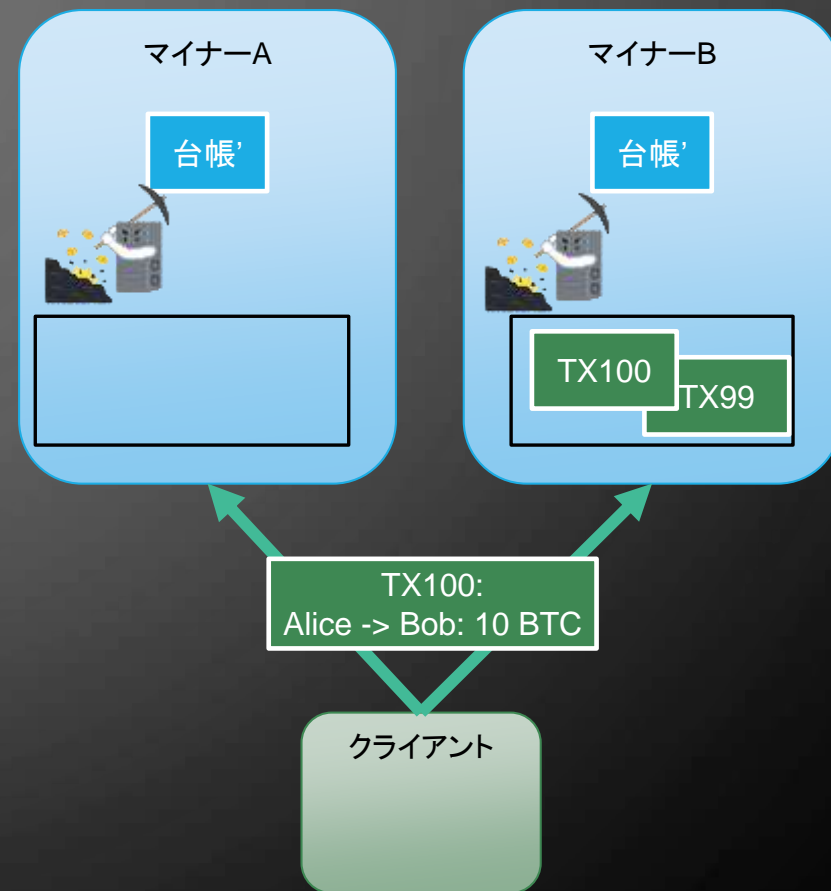 マイナーA
マイナーB
台帳’
台帳’
TX100
TX99
TX100:
Alice -> Bob: 10 BTC
クライアント